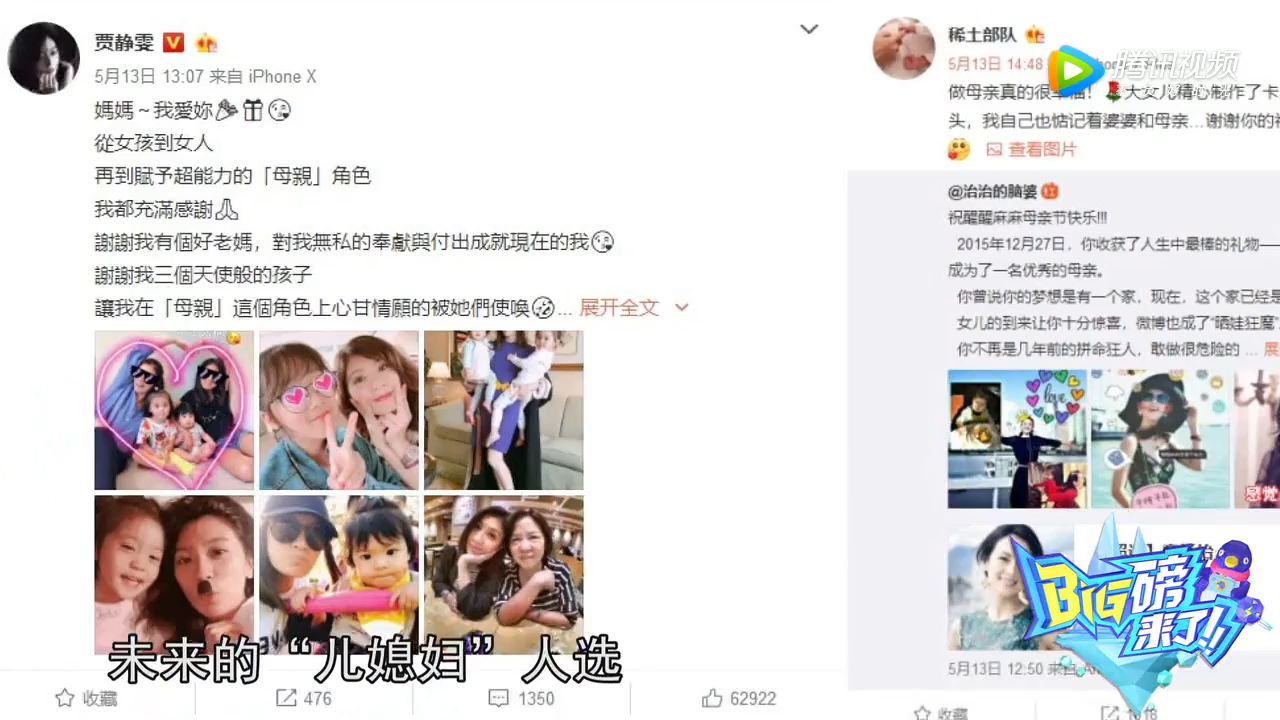 贾静雯
5月13日 13:07 来自 iPhone X
媽媽～我愛妳
從女孩到女人
再到賦予超能力的「母親」角色
我都充滿感謝
謝謝我有個好老媽，對我無私的奉獻與付出成就現在的我
謝謝我三個天使般的孩子
讓我在「母親」這個角色上心甘情願的被她們使喚... 展开全文
未来的“儿媳妇”人选
收藏
476
1350
62922
稀土部队
5月13日 14:48
腾讯视频
做母亲真的很幸福！大女儿精心制作了卡
头，我自己也惦记着婆婆和母亲...谢谢你的
查看图片
@治治的脑婆
祝醒醒麻麻母亲节快乐!!!
2015年12月27日，你收获了人生中最棒的礼物——
成为了一名优秀的母亲。
你曾说你的梦想是有一个家，现在，这个家已经是
女儿的到来让你十分惊喜，微博也成了“晒娃狂魔”
你不再是几年前的拼命狂人，敢做很危险的 ... 展
love
感觉
BIG磅
来了!!
5月13日 12:50 来自
收藏